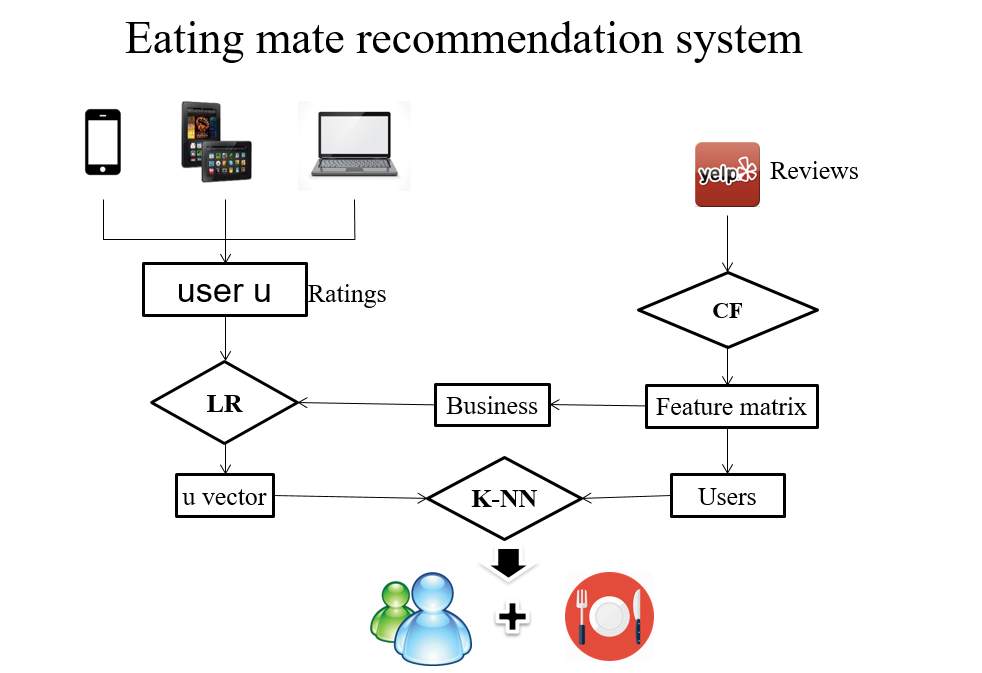 Eating mate recommendation system
yelp
Reviews
user u
Ratings
CF
LR
Business
Feature matrix
u vector
K-NN
Users